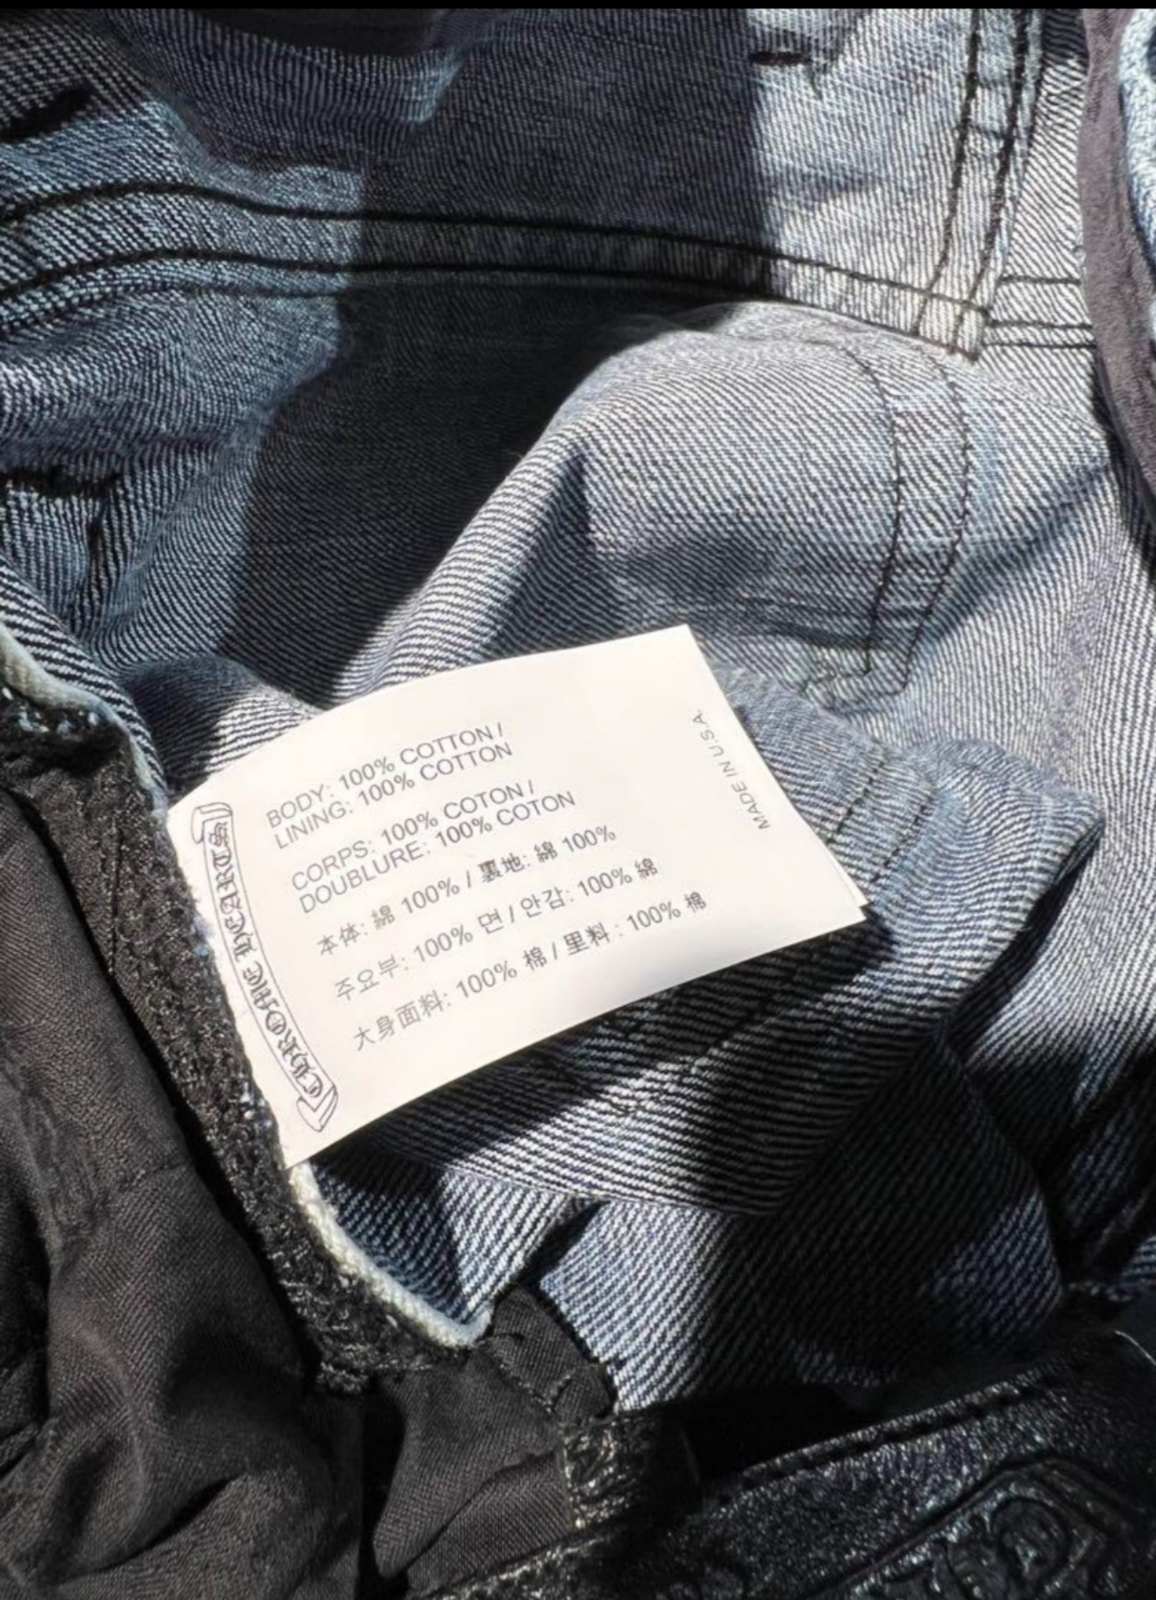 CHROME HEARTS
BODY: 100% COTTON /
LINING: 100% COTTON
CORPS: 100% COTON /
DOUBLURE: 100% COTON
本体: 綿 100% / 裏地: 綿 100%
주요부: 100% 면 / 안감: 100% 綿
大身面料: 100% 棉 / 里料 : 100% 棉
MADE IN U.S.A.